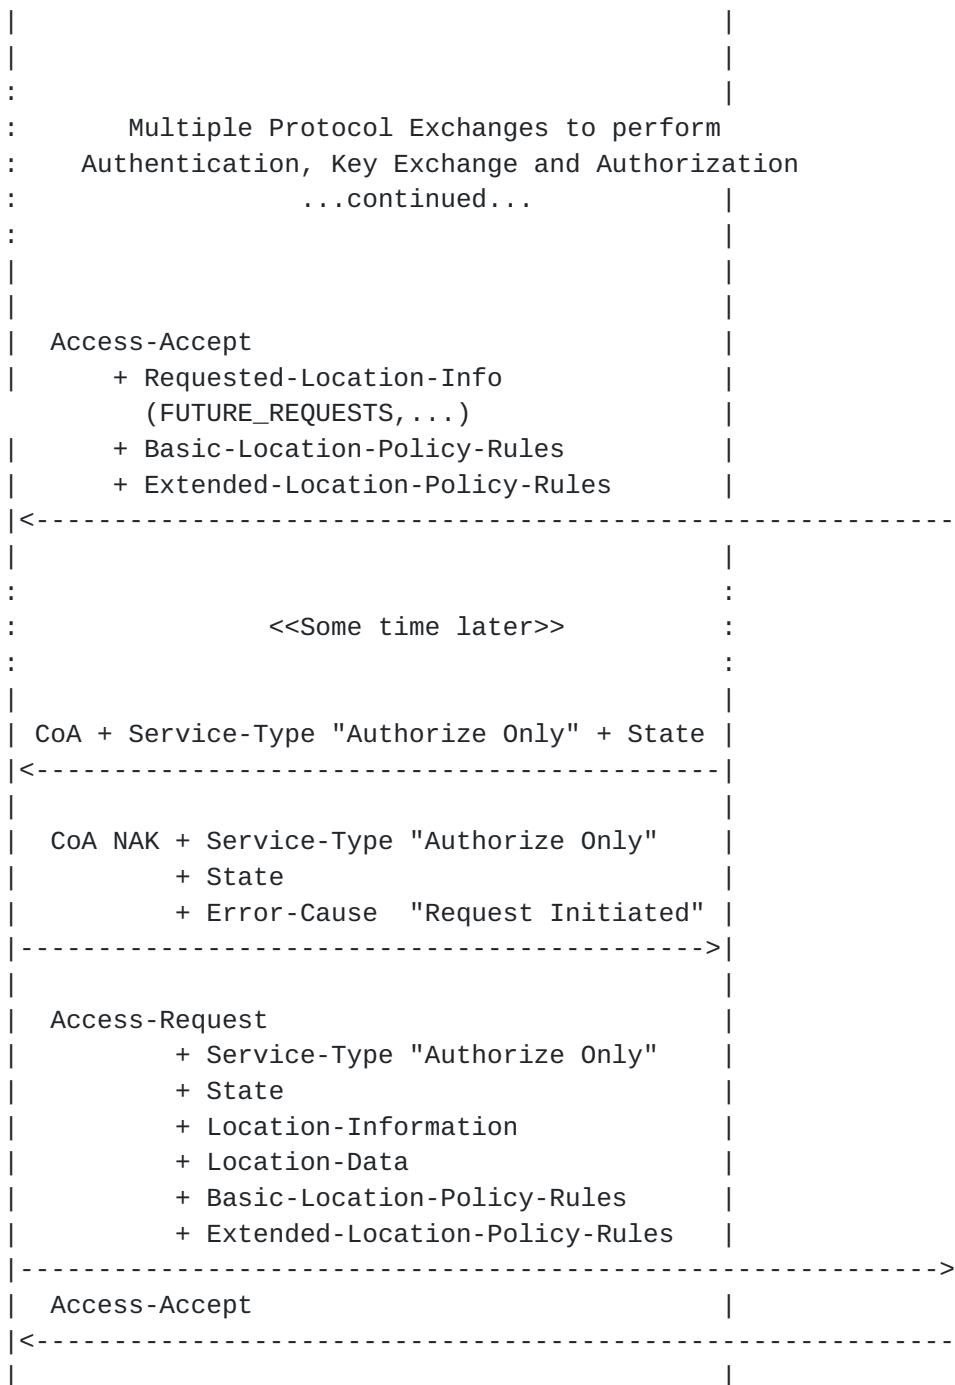 |                                              |
|                                              |
:                                              |
:       Multiple Protocol Exchanges to perform
:    Authentication, Key Exchange and Authorization
:                  ...continued...             |
:                                              |
|                                              |
|                                              |
|  Access-Accept                               |
|      + Requested-Location-Info               |
         (FUTURE_REQUESTS,...)                 |
|      + Basic-Location-Policy-Rules           |
|      + Extended-Location-Policy-Rules        |
|<-----------------------------------------------------------
|                                              |
:                                              :
:                <<Some time later>>           :
:                                              :
|                                              |
| CoA + Service-Type "Authorize Only" + State |
|<--------------------------------------------|
|                                              |
|  CoA NAK + Service-Type "Authorize Only"     |
|          + State                             |
|          + Error-Cause  "Request Initiated" |
|-------------------------------------------->|
|                                              |
|  Access-Request                              |
|          + Service-Type "Authorize Only"     |
|          + State                             |
|          + Location-Information              |
|          + Location-Data                     |
|          + Basic-Location-Policy-Rules       |
|          + Extended-Location-Policy-Rules    |
|----------------------------------------------------------->
|  Access-Accept                               |
|<-----------------------------------------------------------
|                                              |